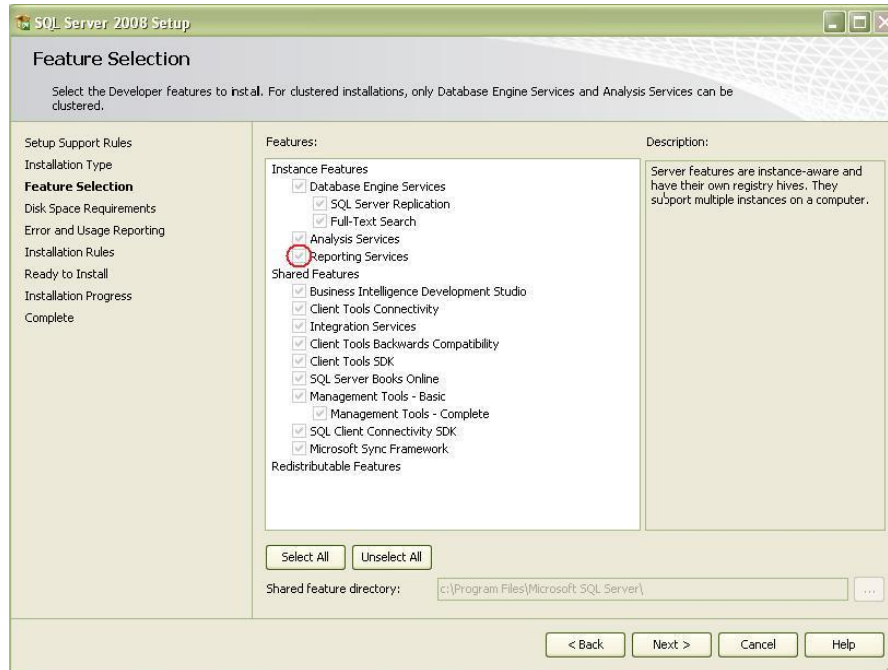 SQL Server 2008 Setup
Feature Selection
Select the Developer features to install. For clustered installations, only Database Engine Services and Analysis Services can be
clustered.
Setup Support Rules
Installation Type
Feature Selection
Disk Space Requirements
Error and Usage Reporting
Installation Rules
Ready to Install
Installation Progress
Complete
Features:
Instance Features
Database Engine Services
SQL Server Replication
Full-Text Search
Analysis Services
Reporting Services
Shared Features
Business Intelligence Development Studio
Client Tools Connectivity
Integration Services
Client Tools Backwards Compatibility
Client Tools SDK
SQL Server Books Online
Management Tools - Basic
Management Tools - Complete
SQL Client Connectivity SDK
Microsoft Sync Framework
Redistributable Features
Description:
Server features are instance-aware and
have their own registry hives. They
support multiple instances on a computer.
Select All
Unselect All
Shared feature directory:
c:\Program Files\Microsoft SQL Server\
...
< Back
Next >
Cancel
Help